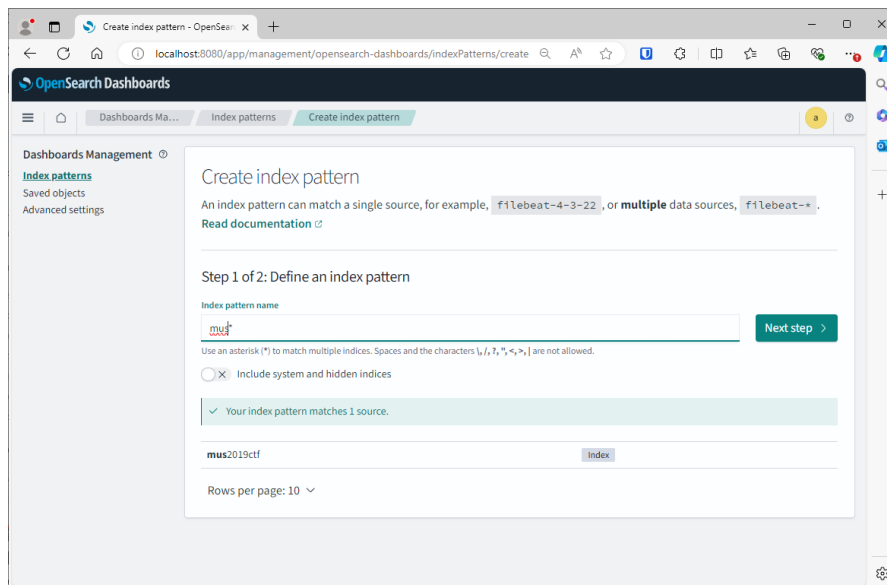 Create index pattern - OpenSear
localhost:8080/app/management/opensearch-dashboards/indexPatterns/create
OpenSearch Dashboards
Dashboards Ma... Index patterns Create index pattern a
Dashboards Management
Index patterns
Saved objects
Advanced settings
Create index pattern
An index pattern can match a single source, for example, filebeat-4-3-22 , or multiple data sources, filebeat-* .
Read documentation
Step 1 of 2: Define an index pattern
Index pattern name
mus*
Next step
Use an asterisk (*) to match multiple indices. Spaces and the characters \, /, ?, ", <, >, | are not allowed.
Include system and hidden indices
Your index pattern matches 1 source.
mus2019ctf Index
Rows per page: 10